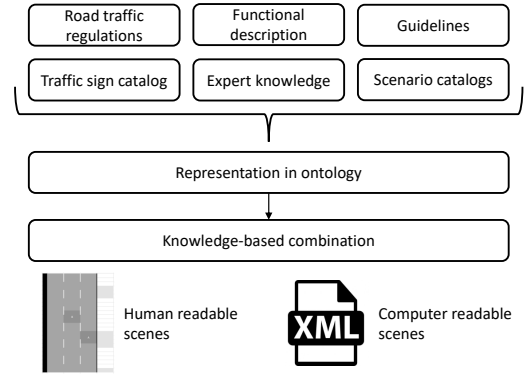 Road traffic
regulations
Functional
description
Guidelines
Traffic sign catalog
Expert knowledge
Scenario catalogs
Representation in ontology
Knowledge-based combination
Human readable
scenes
XML
Computer readable
scenes